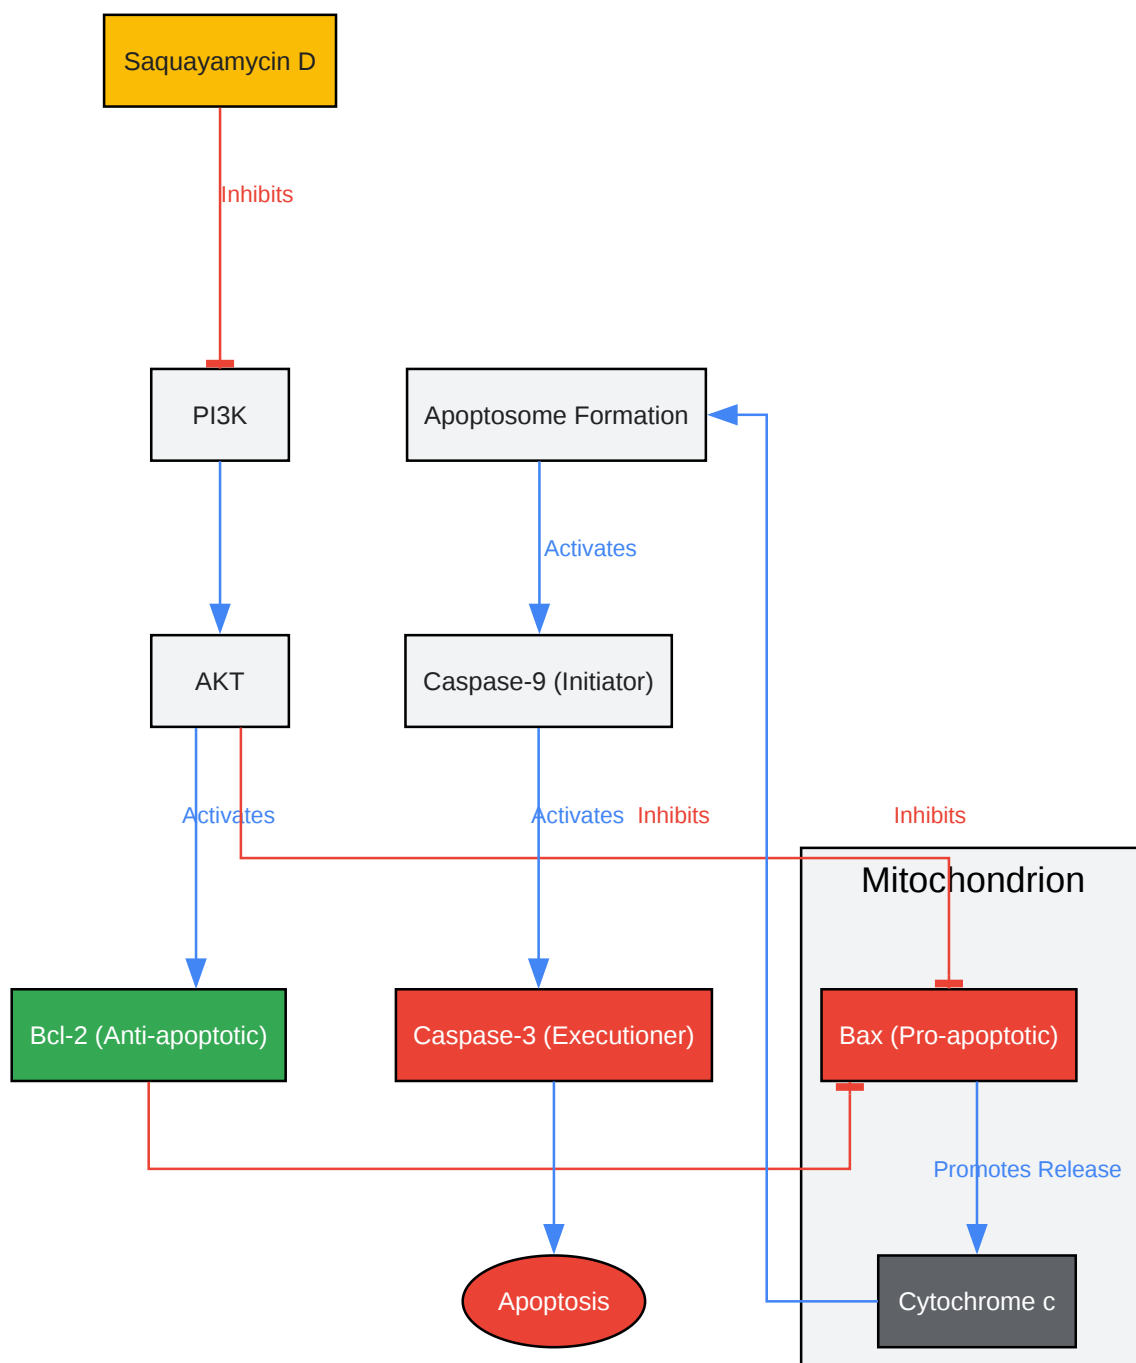 Saquayamycin D
Inhibits
PI3K
Apoptosome Formation
Activates
AKT
Caspase-9 (Initiator)
Activates
Activates
Inhibits
Inhibits
Mitochondrion
Bcl-2 (Anti-apoptotic)
Caspase-3 (Executioner)
Bax (Pro-apoptotic)
Promotes Release
Apoptosis
Cytochrome c